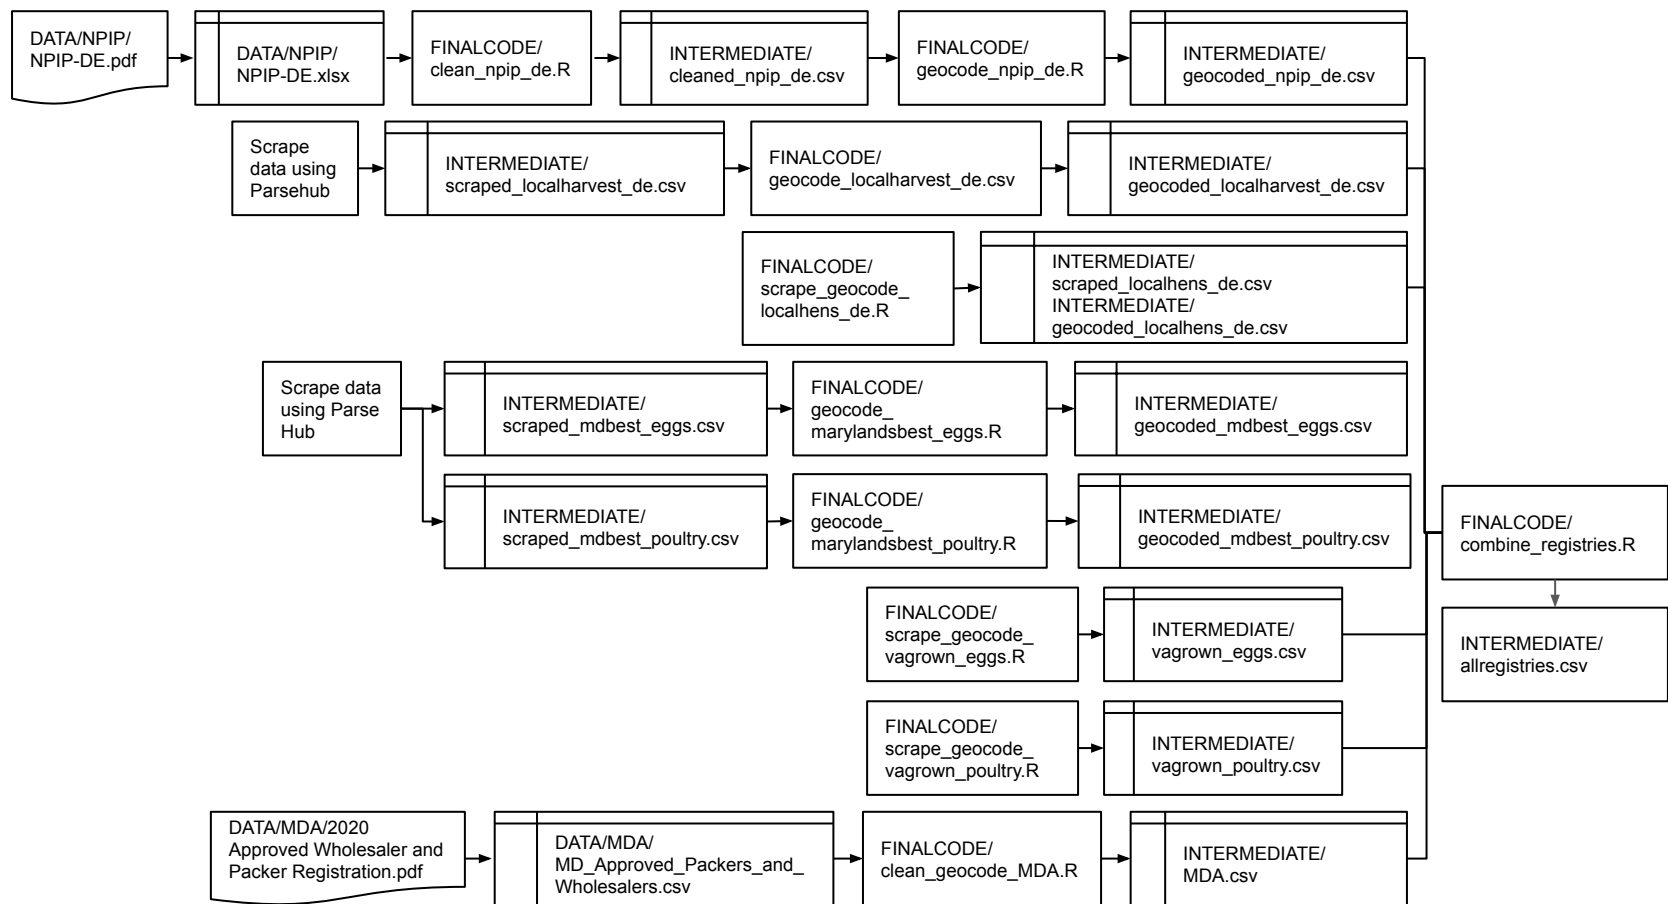 DATA/NPIP/
NPIP-DE.pdf
DATA/NPIP/
NPIP-DE.xlsx
FINALCODE/
clean_npip_de.R
INTERMEDIATE/
cleaned_npip_de.csv
FINALCODE/
geocode_npip_de.R
INTERMEDIATE/
geocoded_npip_de.csv
Scrape
data using
Parsehub
INTERMEDIATE/
scraped_localharvest_de.csv
FINALCODE/
geocode_localharvest_de.csv
INTERMEDIATE/
geocoded_localharvest_de.csv
FINALCODE/
scrape_geocode_
localhens_de.R
INTERMEDIATE/
scraped_localhens_de.csv
INTERMEDIATE/
geocoded_localhens_de.csv
Scrape data
using Parse
Hub
INTERMEDIATE/
scraped_mdbest_eggs.csv
FINALCODE/
geocode_
marylandsbest_eggs.R
INTERMEDIATE/
geocoded_mdbest_eggs.csv
INTERMEDIATE/
scraped_mdbest_poultry.csv
FINALCODE/
geocode_
marylandsbest_poultry.R
INTERMEDIATE/
geocoded_mdbest_poultry.csv
FINALCODE/
combine_registries.R
FINALCODE/
scrape_geocode_
vagrown_eggs.R
INTERMEDIATE/
vagrown_eggs.csv
INTERMEDIATE/
allregistries.csv
FINALCODE/
scrape_geocode_
vagrown_poultry.R
INTERMEDIATE/
vagrown_poultry.csv
DATA/MDA/2020
Approved Wholesaler and
Packer Registration.pdf
DATA/MDA/
MD_Approved_Packers_and_
Wholesalers.csv
FINALCODE/
clean_geocode_MDA.R
INTERMEDIATE/
MDA.csv